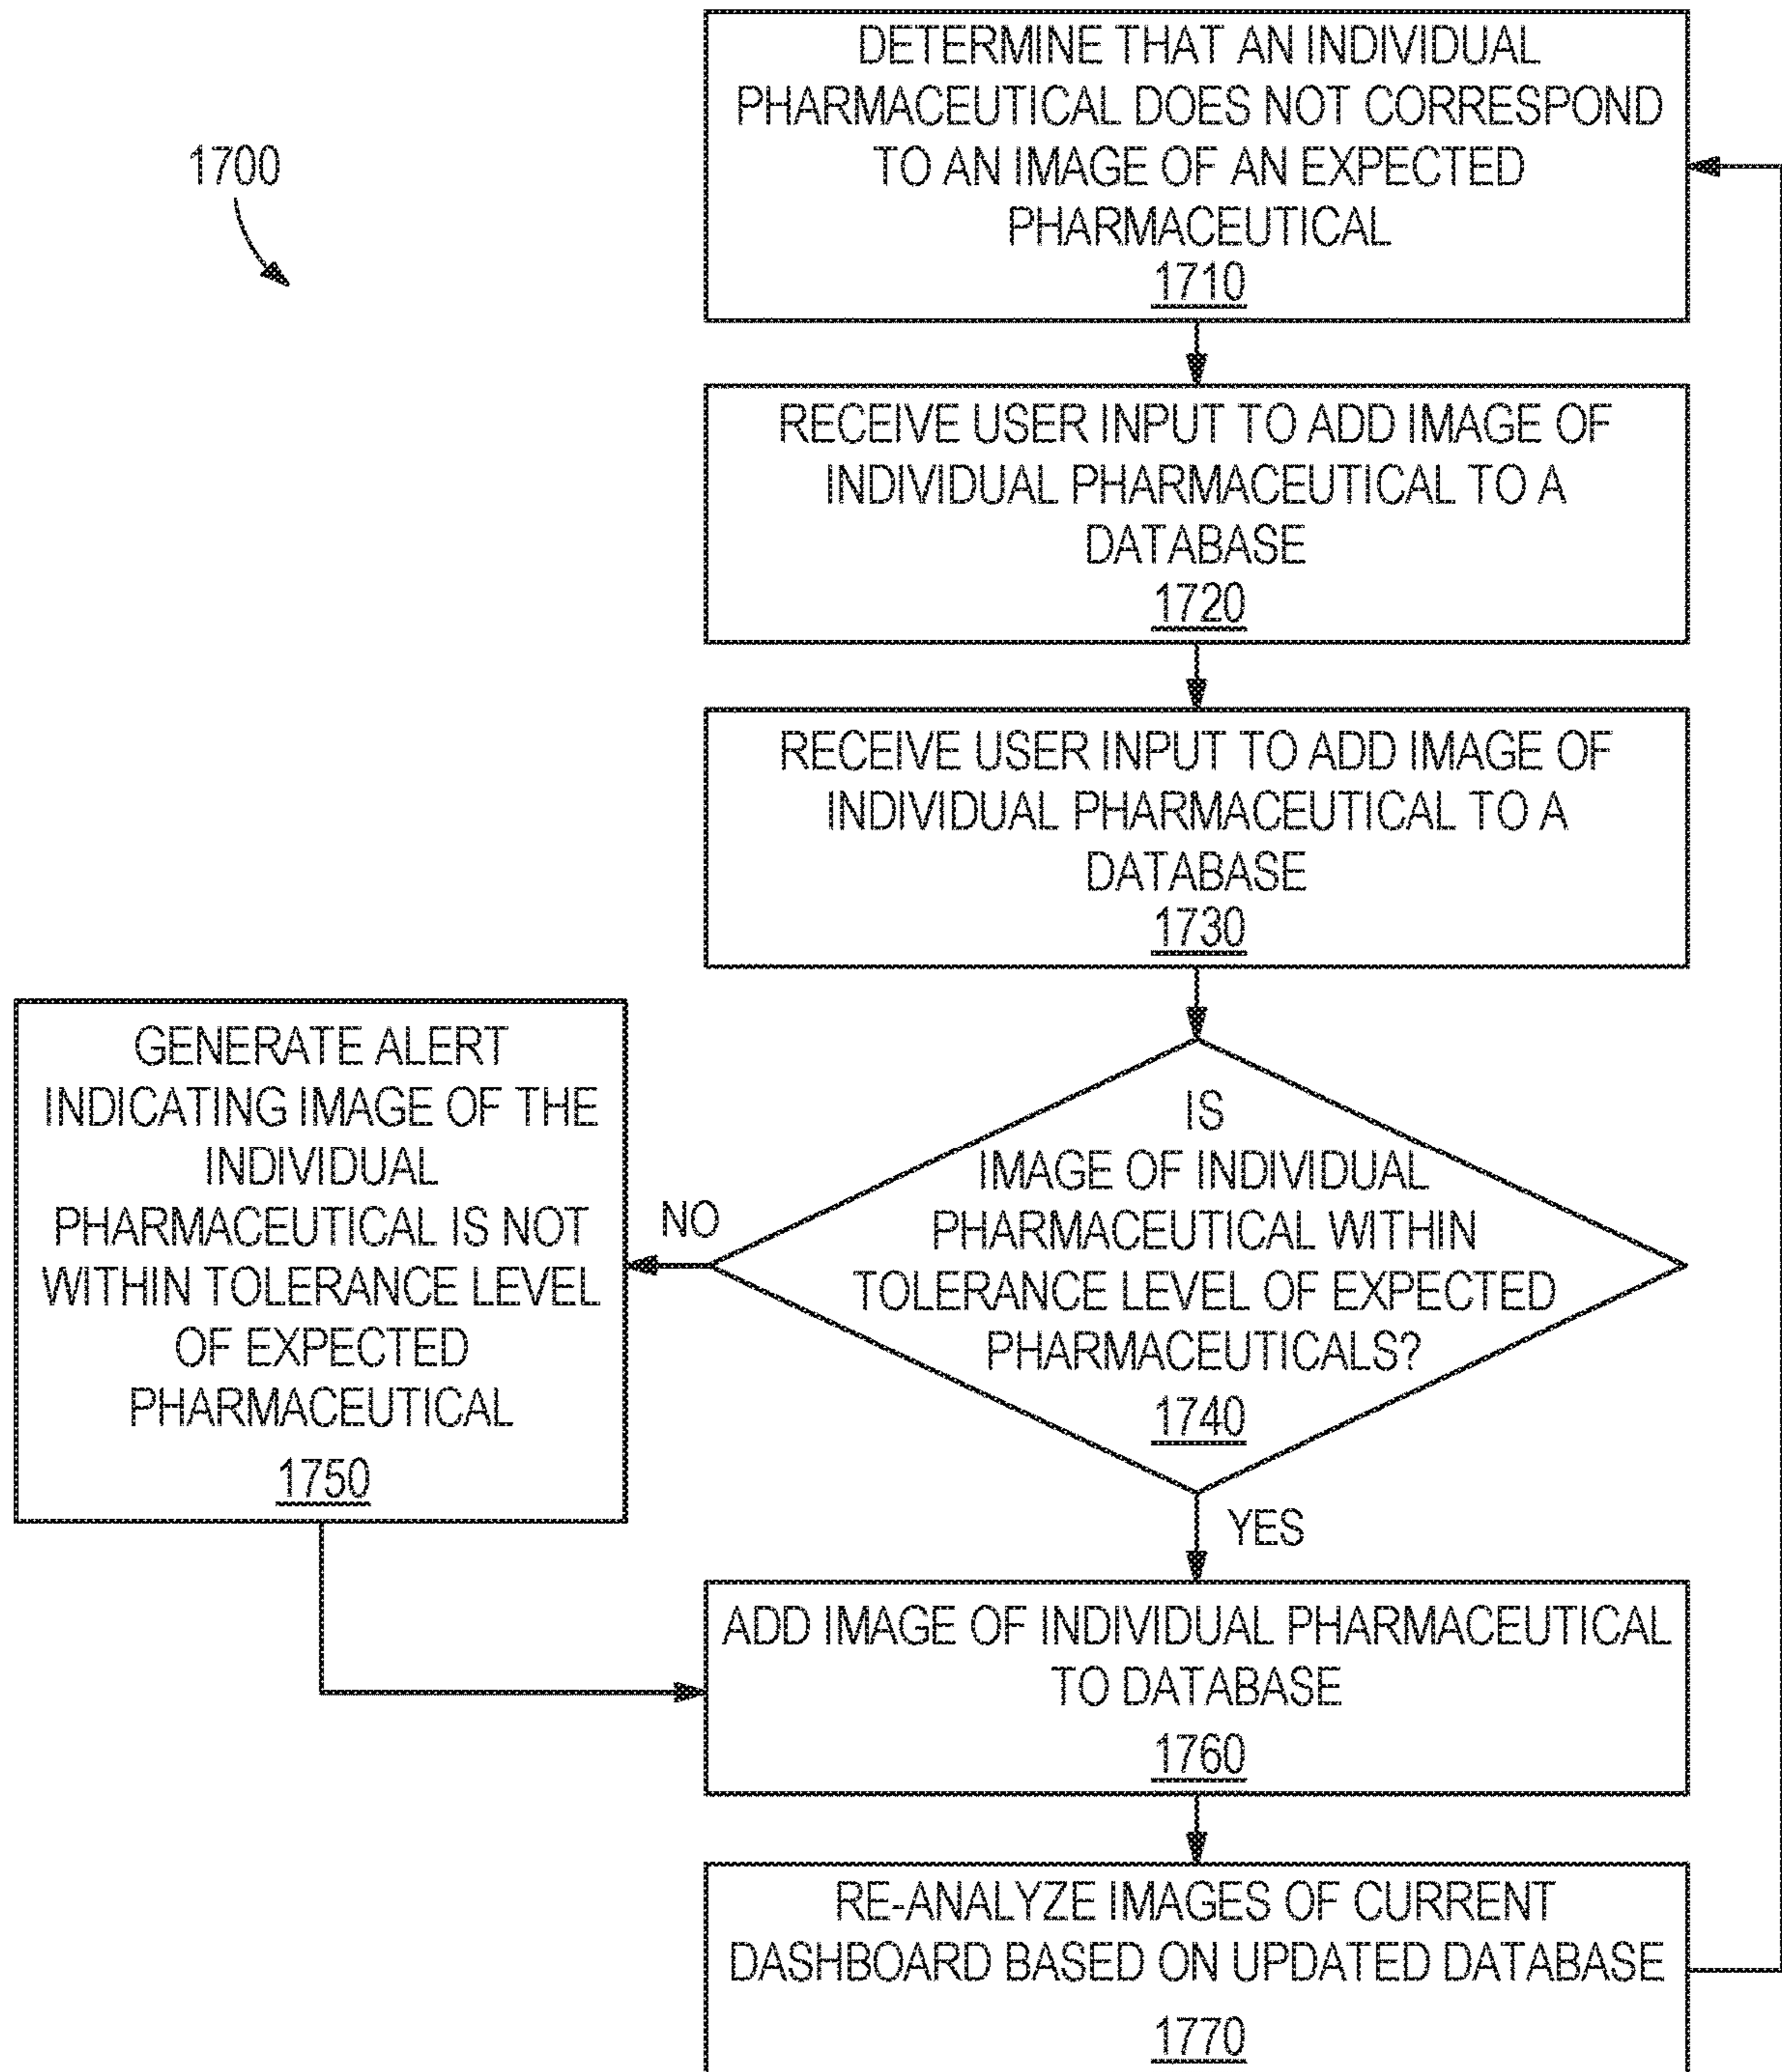 1700
DETERMINE THAT AN INDIVIDUAL
PHARMACEUTICAL DOES NOT CORRESPOND
TO AN IMAGE OF AN EXPECTED
PHARMACEUTICAL
1710
RECEIVE USER INPUT TO ADD IMAGE OF
INDIVIDUAL PHARMACEUTICAL TO A
DATABASE
1720
RECEIVE USER INPUT TO ADD IMAGE OF
INDIVIDUAL PHARMACEUTICAL TO A
DATABASE
1730
IS
IMAGE OF INDIVIDUAL
PHARMACEUTICAL WITHIN
TOLERANCE LEVEL OF EXPECTED
PHARMACEUTICALS?
1740
NO
GENERATE ALERT
INDICATING IMAGE OF THE
INDIVIDUAL
PHARMACEUTICAL IS NOT
WITHIN TOLERANCE LEVEL
OF EXPECTED
PHARMACEUTICAL
1750
YES
ADD IMAGE OF INDIVIDUAL PHARMACEUTICAL
TO DATABASE
1760
RE-ANALYZE IMAGES OF CURRENT
DASHBOARD BASED ON UPDATED DATABASE
1770